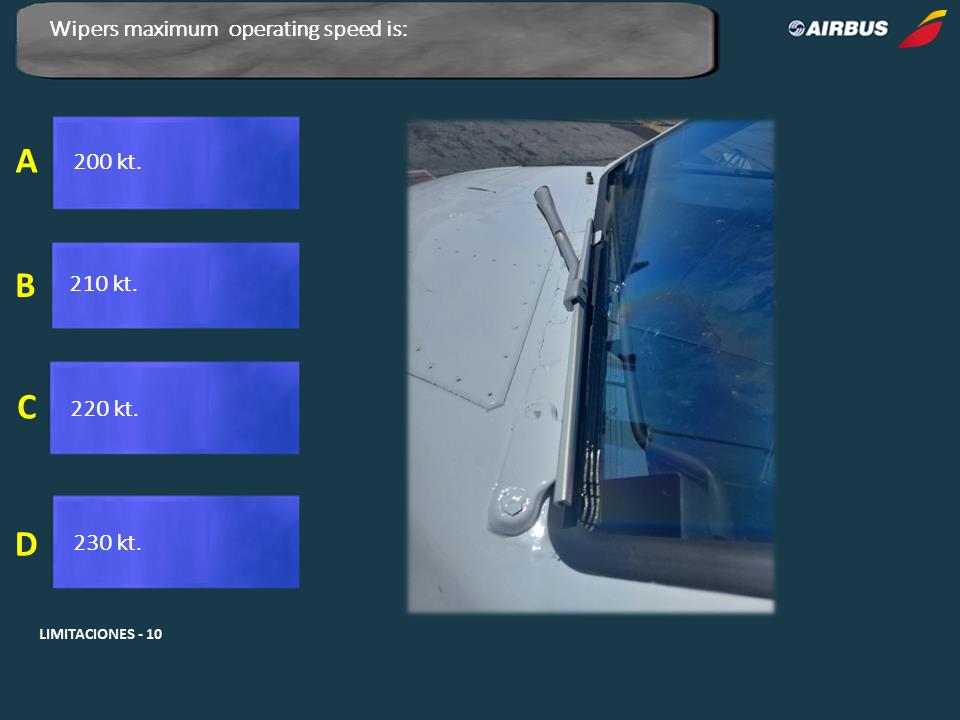 Wipers maximum  operating speed is:
AIRBUS
A
200 kt.
B
210 kt.
C
220 kt.
D
230 kt.
LIMITACIONES - 10